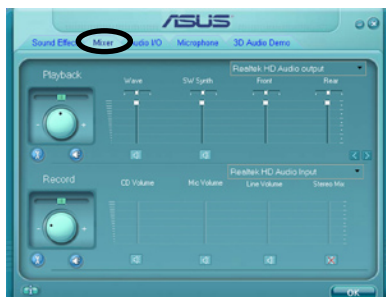 ASUS
Sound Effect Mixer Audio I/O Microphone 3D Audio Demo
Playback
Realtek HD Audio output
Wave SW Synth Front Rear
Record
Realtek HD Audio Input
CD Volume Mic Volume Line Volume Stereo Mix
OK